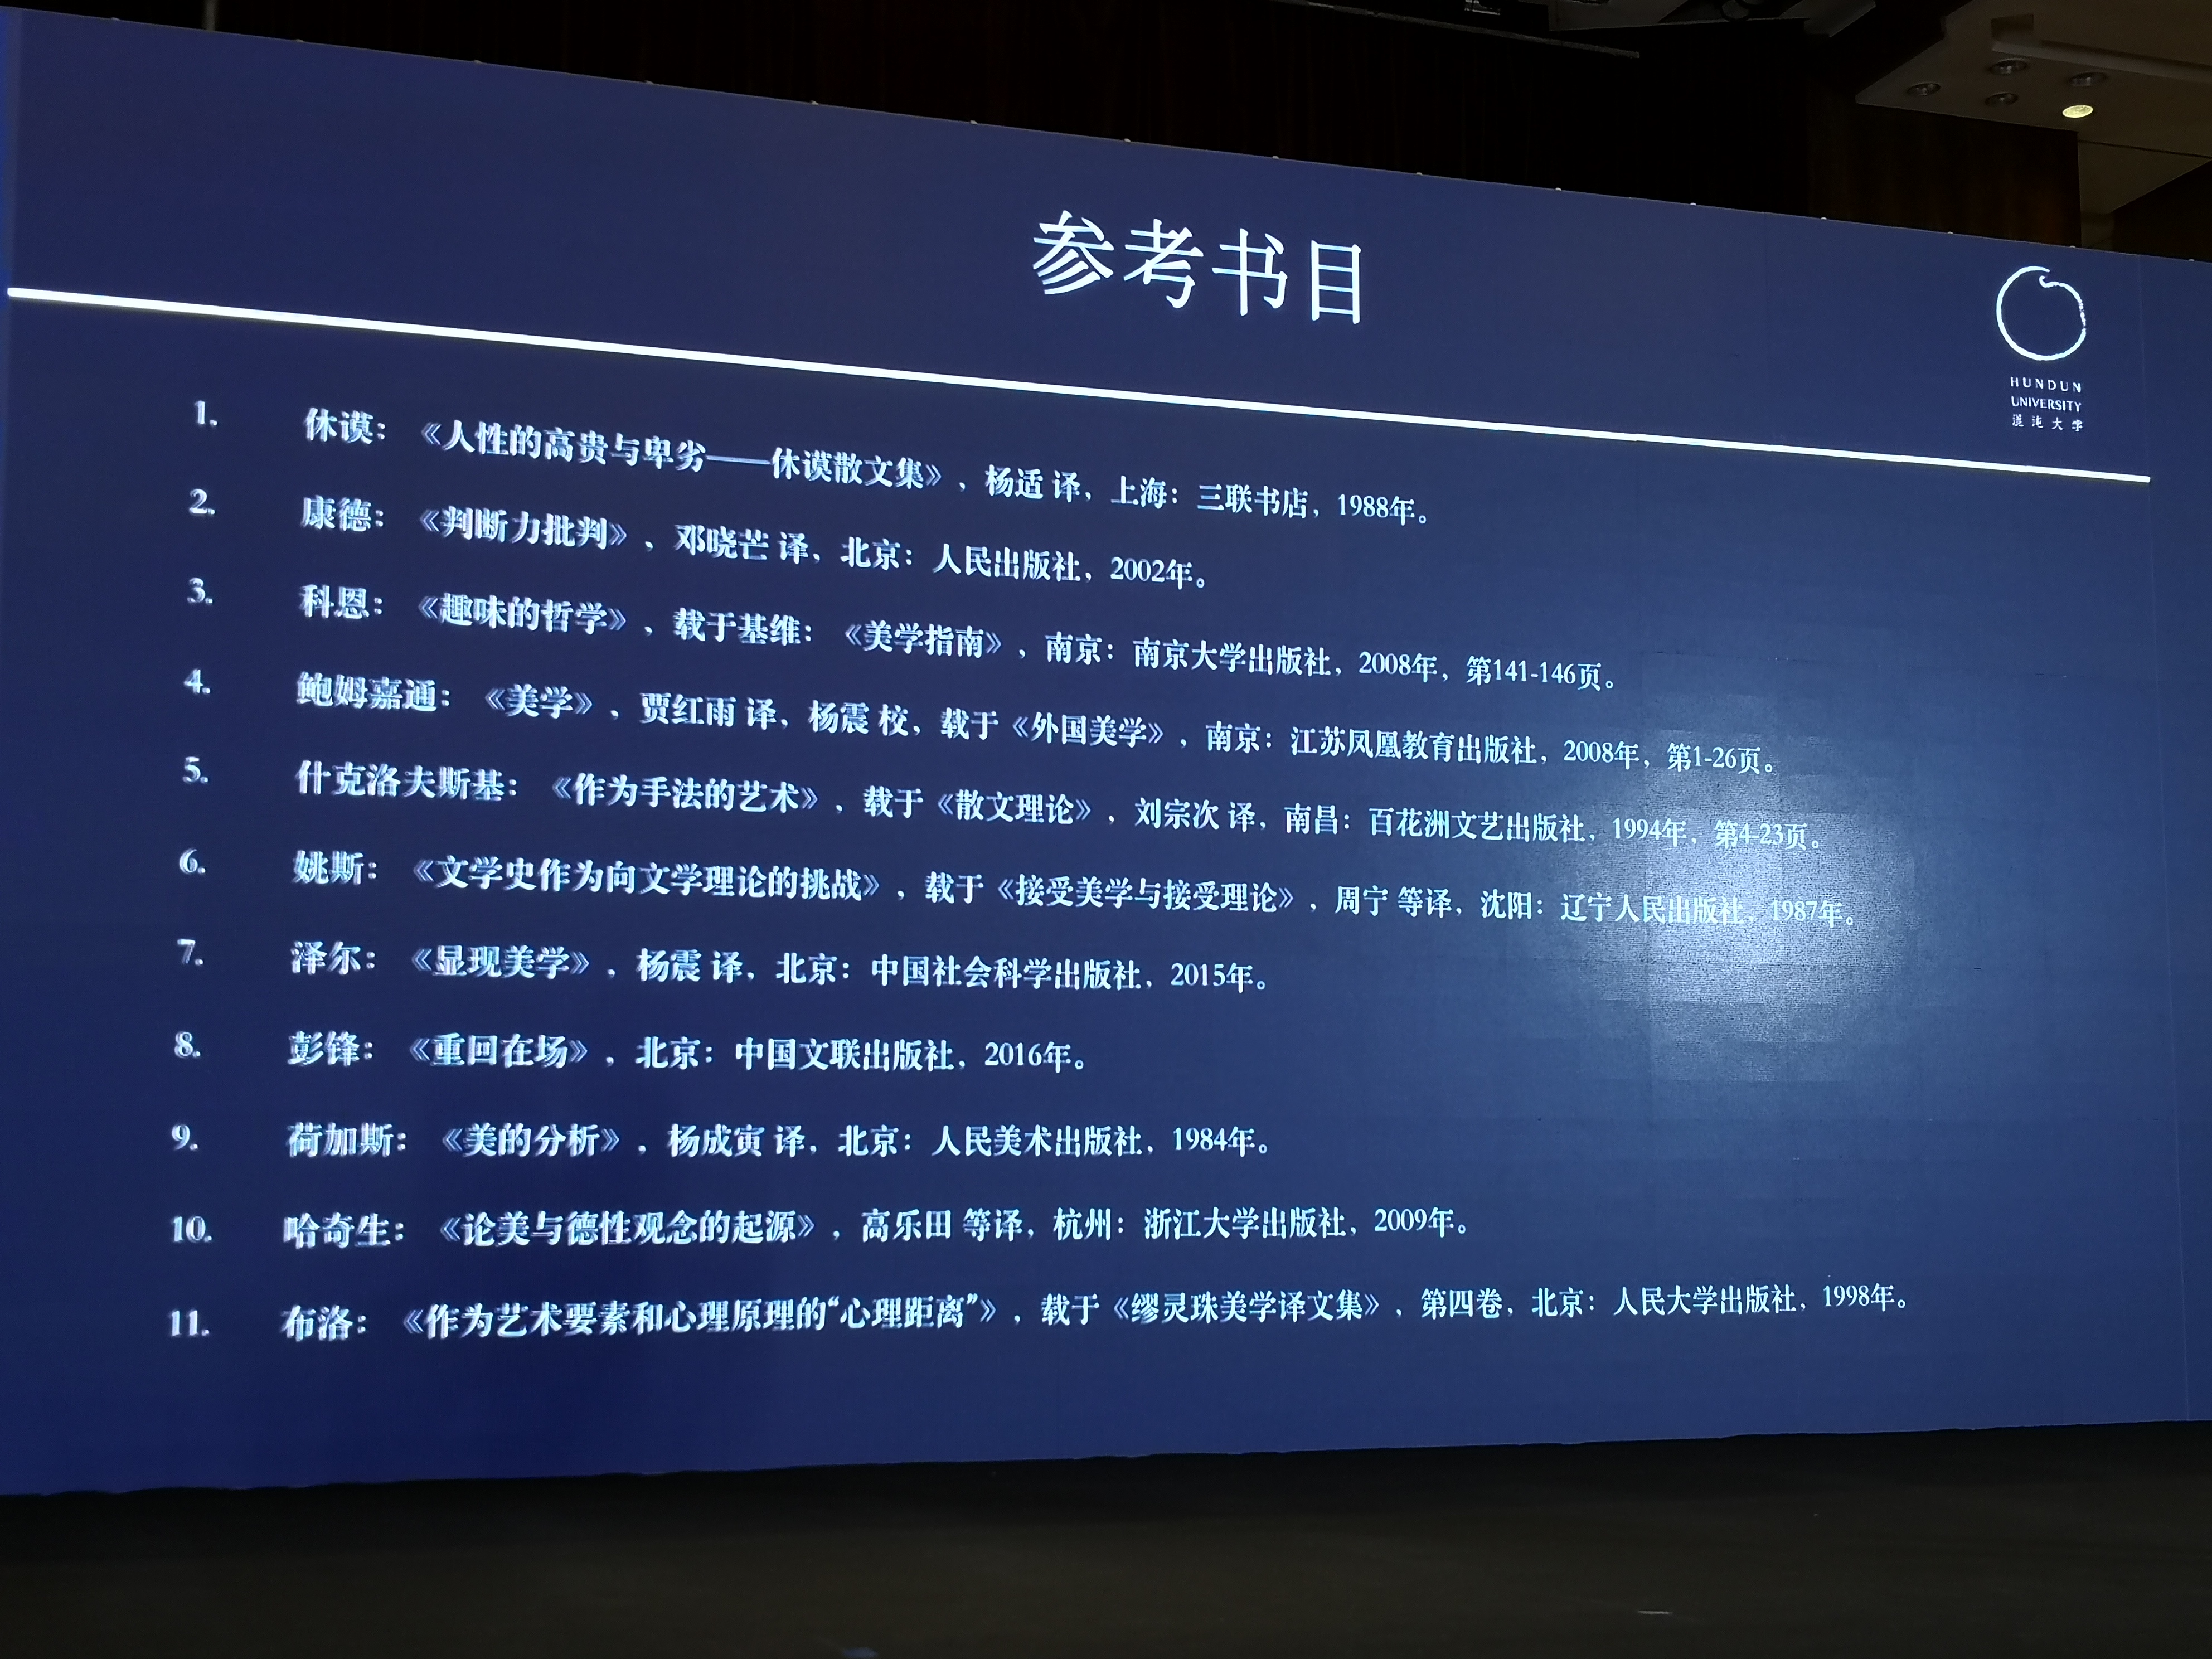 参考书目
HUNDUN
UNIVERSITY
混沌大学
1. 休谟：《人性的高贵与卑劣——休谟散文集》，杨适 译，上海：三联书店，1988年。
2. 康德：《判断力批判》，邓晓芒 译，北京：人民出版社，2002年。
3. 科恩：《趣味的哲学》，载于基维：《美学指南》，南京：南京大学出版社，2008年，第141-146页。
4. 鲍姆嘉通：《美学》，贾红雨 译，杨震 校，载于《外国美学》，南京：江苏凤凰教育出版社，2008年，第1-26页。
5. 什克洛夫斯基：《作为手法的艺术》，载于《散文理论》，刘宗次 译，南昌：百花洲文艺出版社，1994年，第4-23页。
6. 姚斯：《文学史作为向文学理论的挑战》，载于《接受美学与接受理论》，周宁 等译，沈阳：辽宁人民出版社，1987年。
7. 泽尔：《显现美学》，杨震 译，北京：中国社会科学出版社，2015年。
8. 彭锋：《重回在场》，北京：中国文联出版社，2016年。
9. 荷加斯：《美的分析》，杨成寅 译，北京：人民美术出版社，1984年。
10. 哈奇生：《论美与德性观念的起源》，高乐田 等译，杭州：浙江大学出版社，2009年。
11. 布洛：《作为艺术要素和心理原理的“心理距离”》，载于《缪灵珠美学译文集》，第四卷，北京：人民大学出版社，1998年。